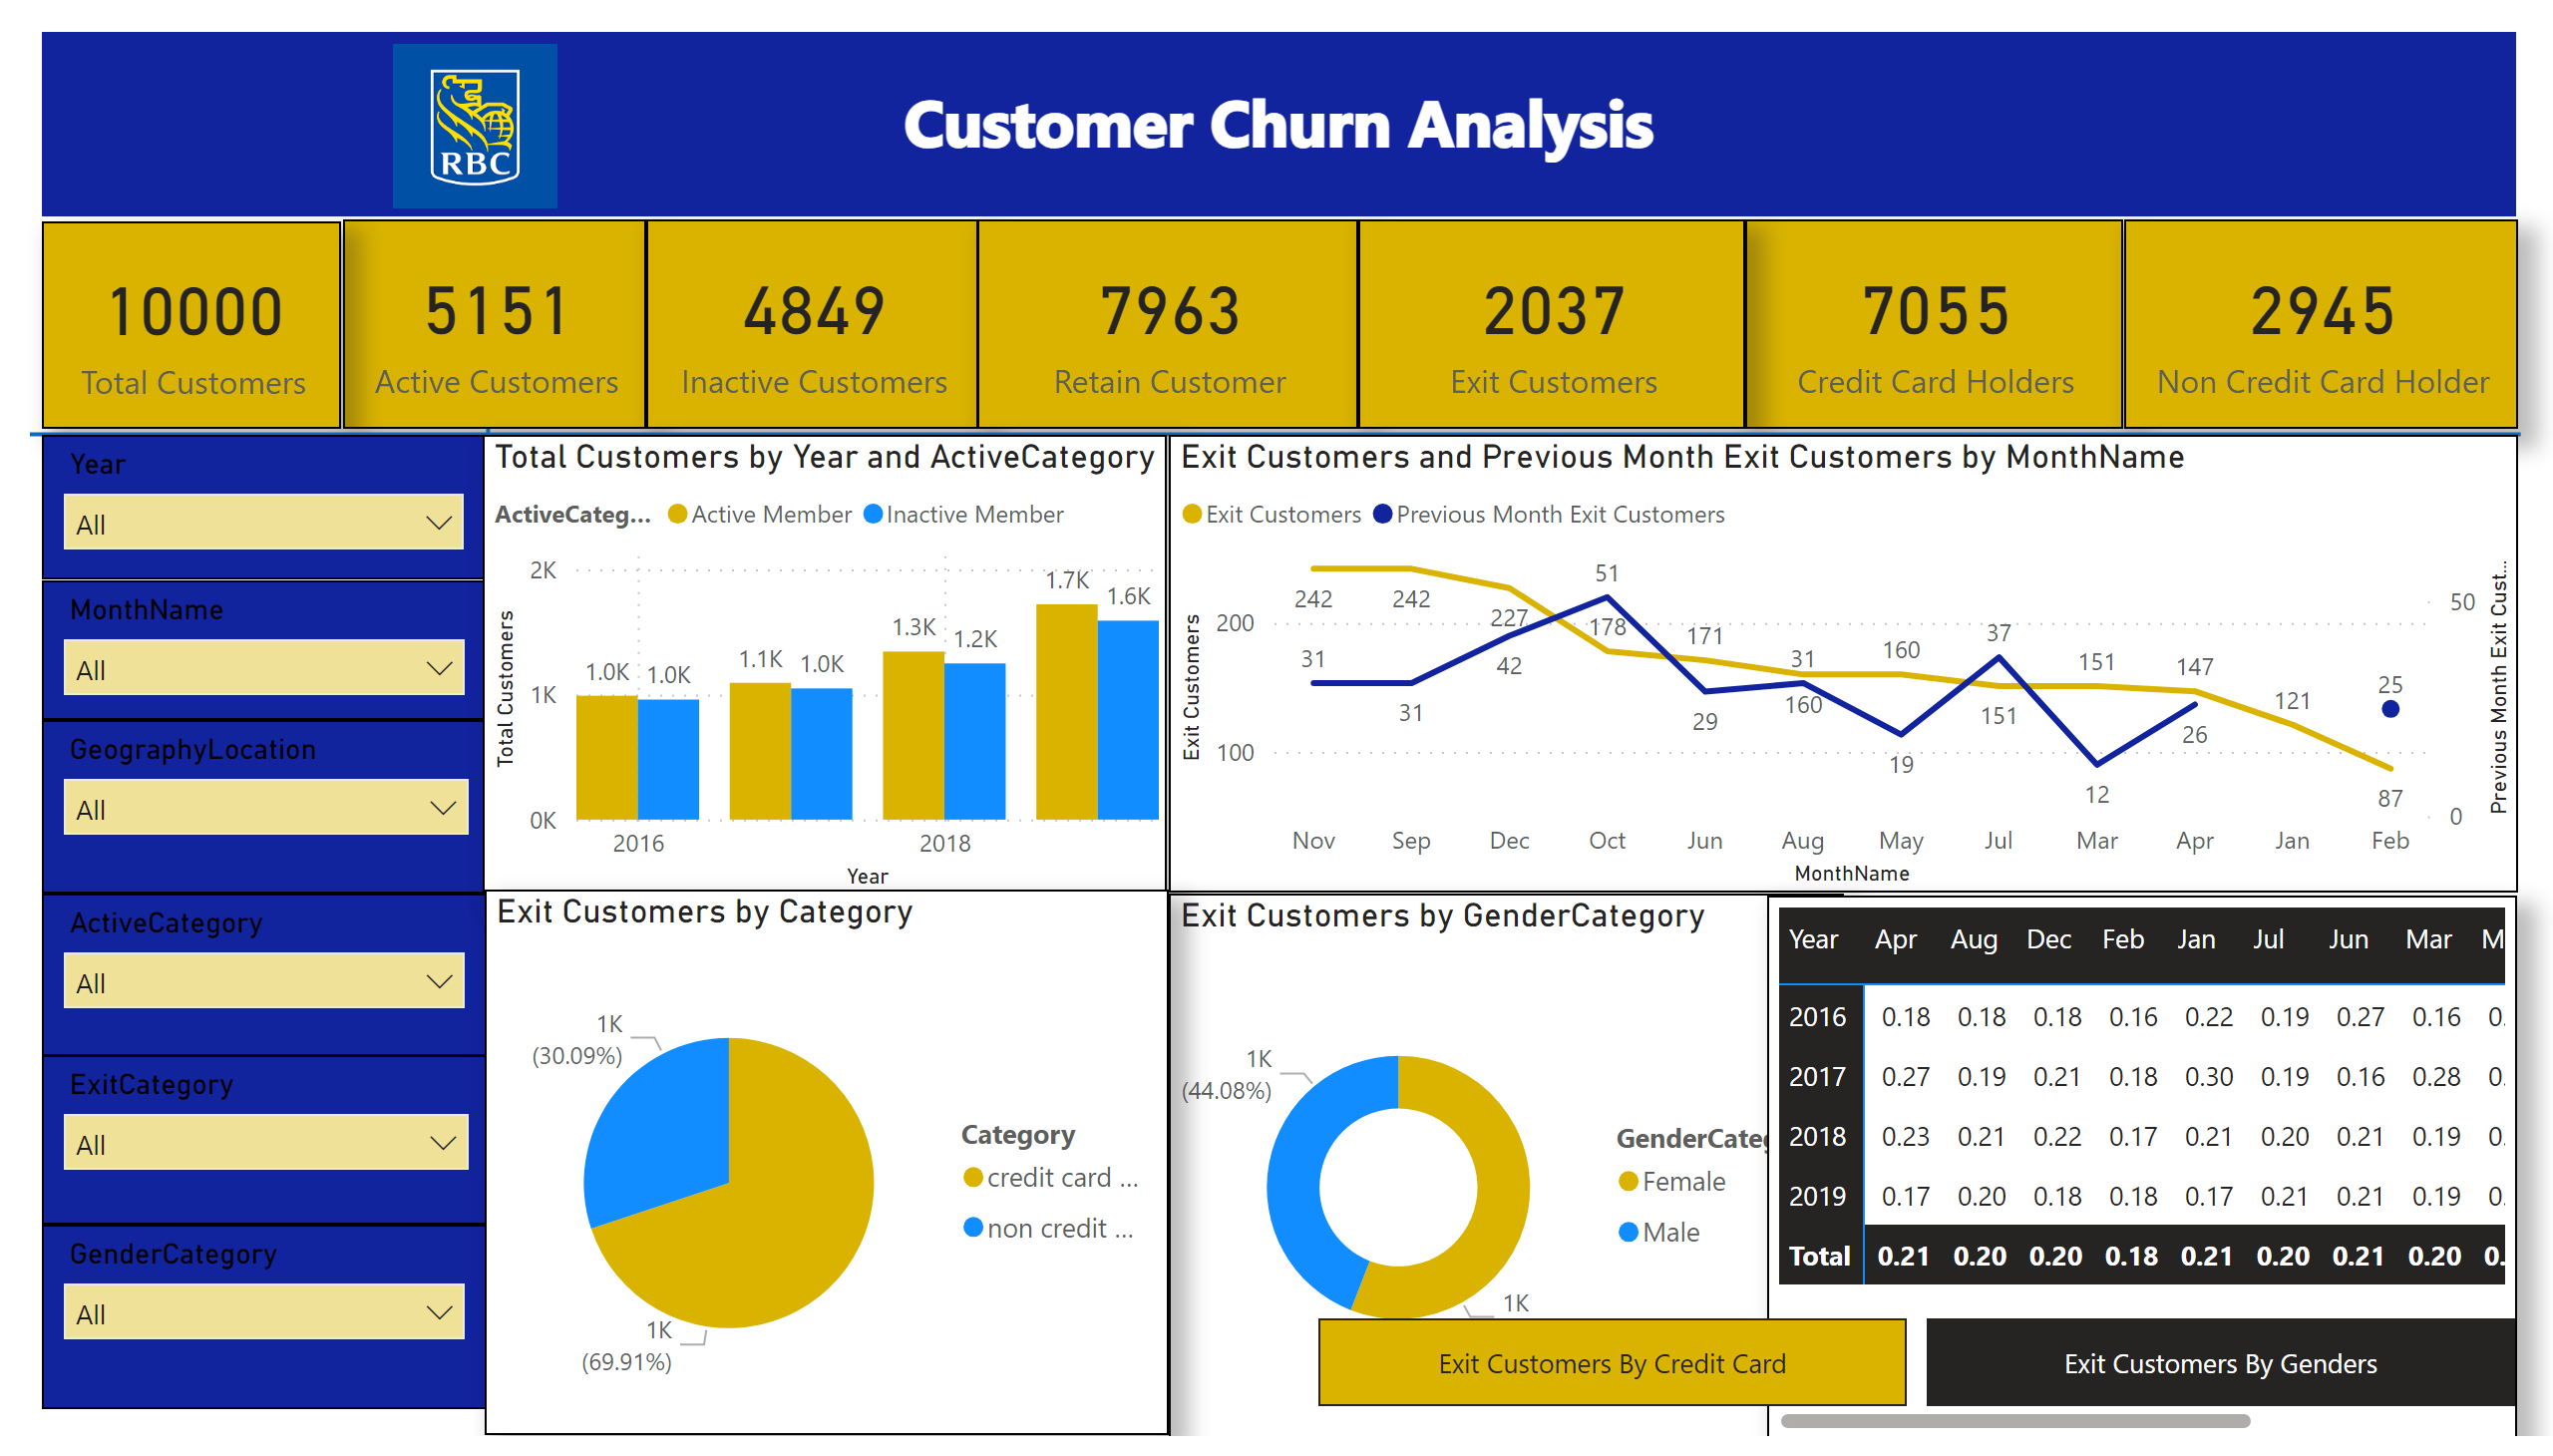 RBC
Customer Churn Analysis
10000
Total Customers
5151
Active Customers
4849
Inactive Customers
7963
Retain Customer
2037
Exit Customers
7055
Credit Card Holders
2945
Non Credit Card Holder
Year
All
MonthName
All
GeographyLocation
All
ActiveCategory
All
ExitCategory
All
GenderCategory
All
Total Customers by Year and ActiveCategory
ActiveCateg... Active Member Inactive Member
Total Customers
2K
1K
0K
1.0K 1.0K 1.1K 1.0K 1.3K 1.2K 1.7K 1.6K
2016 2018
Year
Exit Customers and Previous Month Exit Customers by MonthName
Exit Customers Previous Month Exit Customers
Exit Customers
200
100
242 242 227 178 171 160 160 151 151 147 121 87
31 31 42 51 29 31 19 37 12 26 25
50
0
Previous Month Exit Cust...
Nov Sep Dec Oct Jun Aug May Jul Mar Apr Jan Feb
MonthName
Exit Customers by Category
1K
(30.09%)
1K
(69.91%)
Category
credit card ...
non credit ...
Exit Customers by GenderCategory
1K
(44.08%)
1K
GenderCateg
Female
Male
Year Apr Aug Dec Feb Jan Jul Jun Mar M
2016 0.18 0.18 0.18 0.16 0.22 0.19 0.27 0.16 0.
2017 0.27 0.19 0.21 0.18 0.30 0.19 0.16 0.28 0.
2018 0.23 0.21 0.22 0.17 0.21 0.20 0.21 0.19 0.
2019 0.17 0.20 0.18 0.18 0.17 0.21 0.21 0.19 0.
Total 0.21 0.20 0.20 0.18 0.21 0.20 0.21 0.20 0.
Exit Customers By Credit Card
Exit Customers By Genders